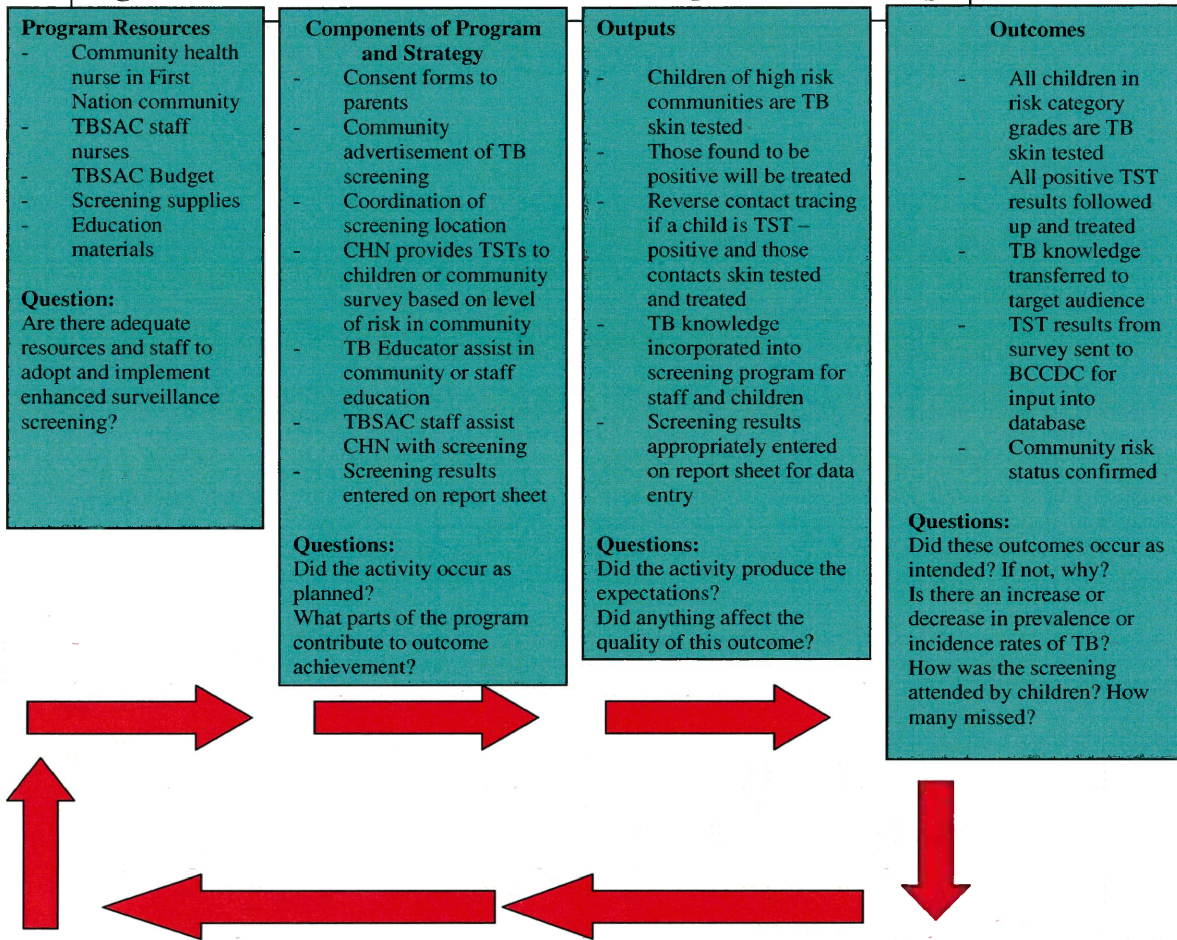 Program Resources
- Community health
nurse in First
Nation community
- TBSAC staff
nurses
- TBSAC Budget
- Screening supplies
- Education
materials
Question:
Are there adequate
resources and staff to
adopt and implement
enhanced surveillance
screening?
Components of Program
and Strategy
- Consent forms to
parents
- Community
advertisement of TB
screening
- Coordination of
screening location
- CHN provides TSTs to
children or community
survey based on level
of risk in community
- TB Educator assist in
community or staff
education
- TBSAC staff assist
CHN with screening
- Screening results
entered on report sheet
Questions:
Did the activity occur as
planned?
What parts of the program
contribute to outcome
achievement?
Outputs
- Children of high risk
communities are TB
skin tested
- Those found to be
positive will be treated
- Reverse contact tracing
if a child is TST –
positive and those
contacts skin tested
and treated
- TB knowledge
incorporated into
screening program for
staff and children
- Screening results
appropriately entered
on report sheet for data
entry
Questions:
Did the activity produce the
expectations?
Did anything affect the
quality of this outcome?
Outcomes
- All children in
risk category
grades are TB
skin tested
- All positive TST
results followed
up and treated
- TB knowledge
transferred to
target audience
- TST results from
survey sent to
BCCDC for
input into
database
- Community risk
status confirmed
Questions:
Did these outcomes occur as
intended? If not, why?
Is there an increase or
decrease in prevalence or
incidence rates of TB?
How was the screening
attended by children? How
many missed?